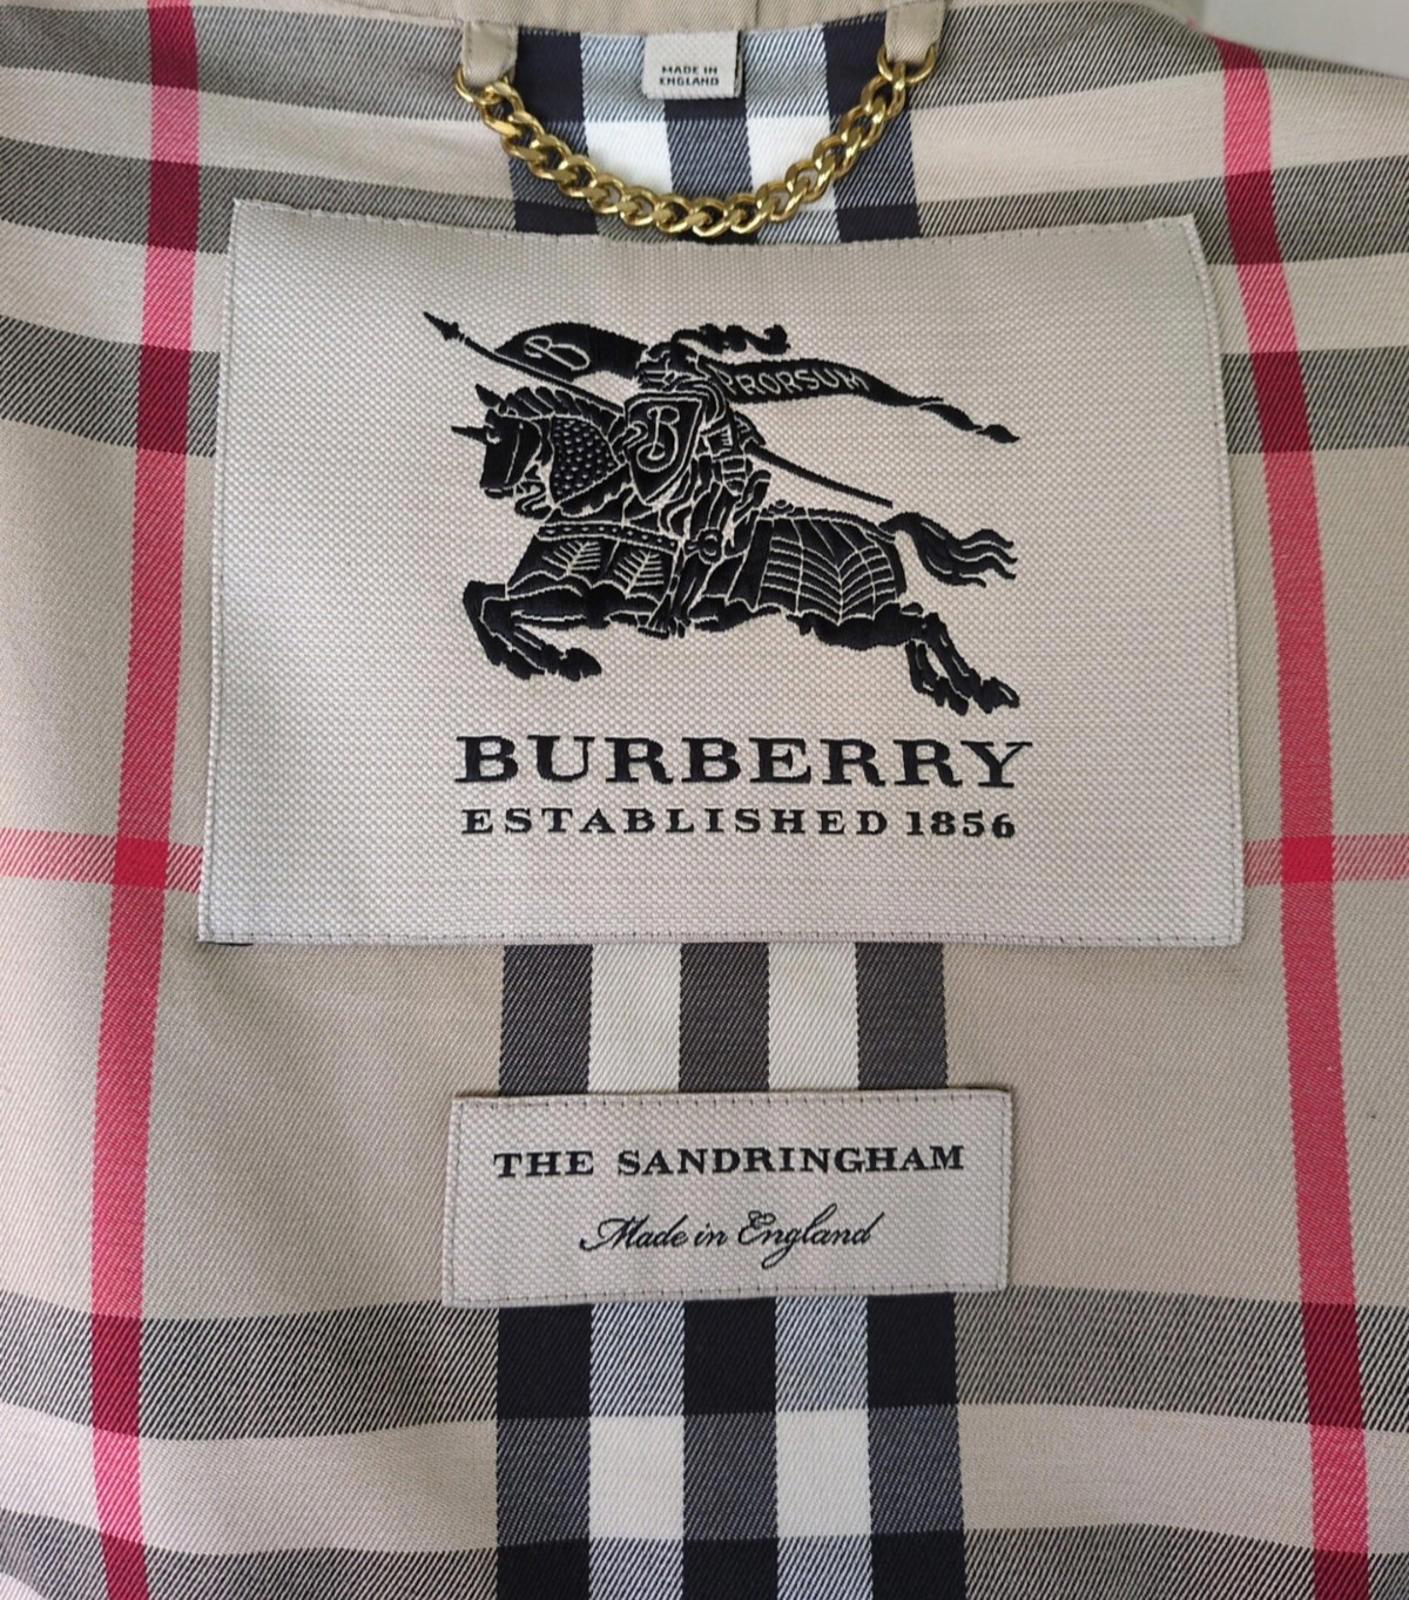 MADE IN
ENGLAND
B
PRORSUM
B
BURBERRY
ESTABLISHED 1856
THE SANDRINGHAM
Made in England